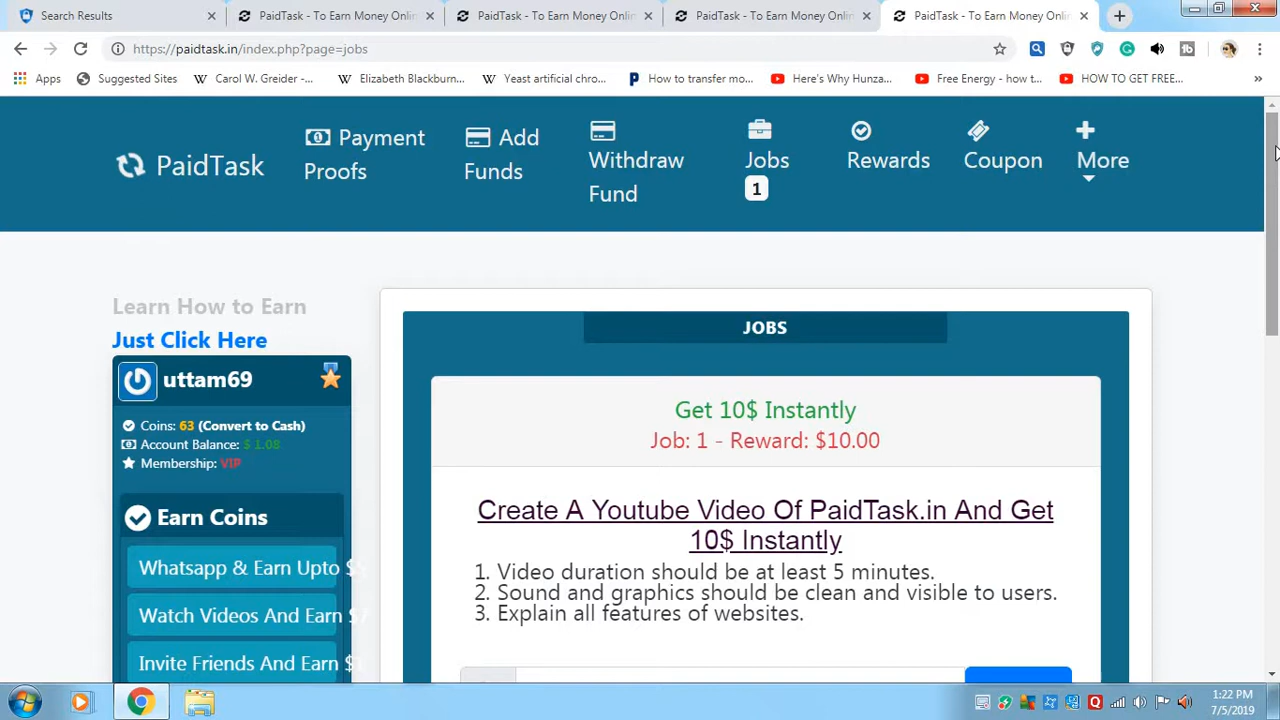 Search Results
PaidTask - To Earn Money Onlin
PaidTask - To Earn Money Onlin
PaidTask - To Earn Money Onlin
PaidTask - To Earn Money Onlin
https://paidtask.in/index.php?page=jobs
Apps
Suggested Sites
Carol W. Greider -...
Elizabeth Blackburn...
Yeast artificial chro...
How to transfer mo...
Here's Why Hunza...
Free Energy - how t...
HOW TO GET FREE...
PaidTask
Payment Proofs
Add Funds
Withdraw Fund
Jobs
1
Rewards
Coupon
More
Learn How to Earn
Just Click Here
uttam69
Coins: 63 (Convert to Cash)
Account Balance: $ 1.08
Membership: VIP
Earn Coins
Whatsapp & Earn Upto $
Watch Videos And Earn $
Invite Friends And Earn $
JOBS
Get 10$ Instantly
Job: 1 - Reward: $10.00
Create A Youtube Video Of PaidTask.in And Get
10$ Instantly
1. Video duration should be at least 5 minutes.
2. Sound and graphics should be clean and visible to users.
3. Explain all features of websites.
1:22 PM
7/5/2019